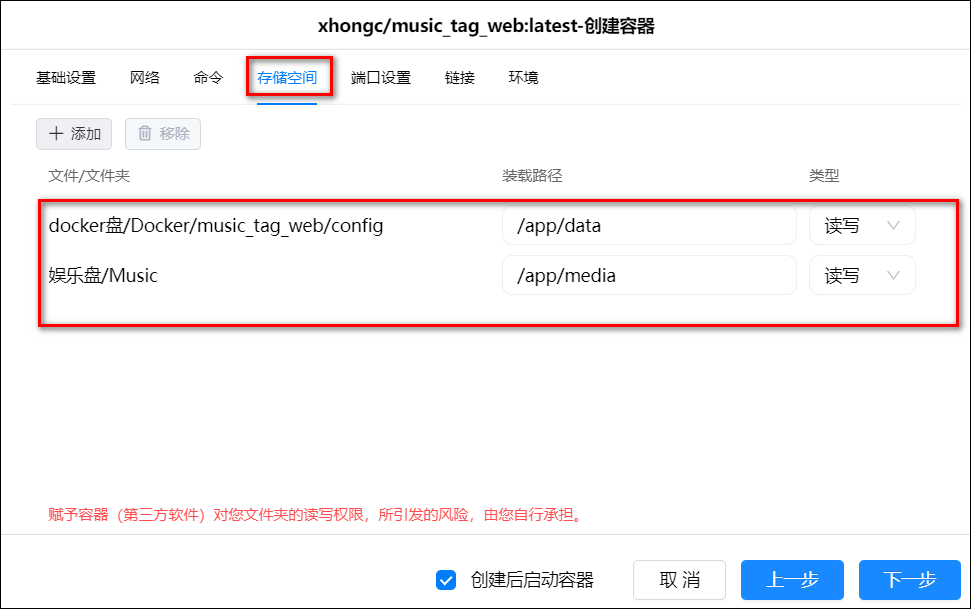 xhongc/music_tag_web:latest-创建容器
基础设置 网络 命令 存储空间 端口设置 链接 环境
添加 移除
文件/文件夹 装载路径 类型
docker盘/Docker/music_tag_web/config /app/data 读写
娱乐盘/Music /app/media 读写
赋予容器（第三方软件）对您文件夹的读写权限，所引发的风险，由您自行承担。
创建后启动容器 取消 上一步 下一步